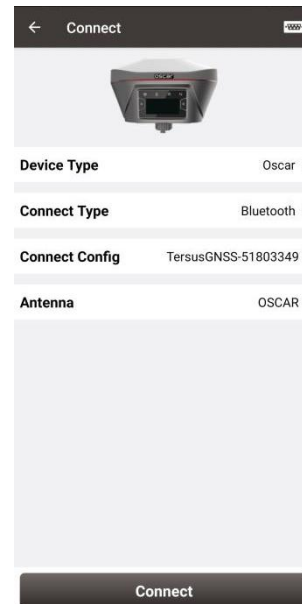 Connect
OSCAR
Device Type Oscar
Connect Type Bluetooth
Connect Config TersusGNSS-51803349
Antenna OSCAR
Connect